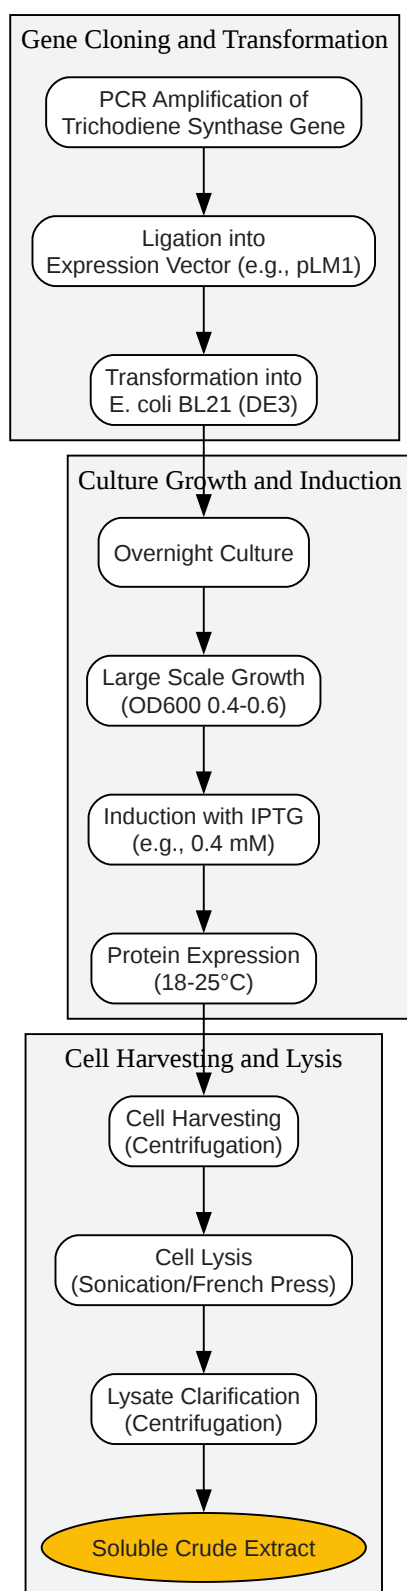 Gene Cloning and Transformation
PCR Amplification of
Trichodiene Synthase Gene
Ligation into
Expression Vector (e.g., pLM1)
Transformation into
E. coli BL21 (DE3)
Culture Growth and Induction
Overnight Culture
Large Scale Growth
(OD600 0.4-0.6)
Induction with IPTG
(e.g., 0.4 mM)
Protein Expression
(18-25°C)
Cell Harvesting and Lysis
Cell Harvesting
(Centrifugation)
Cell Lysis
(Sonication/French Press)
Lysate Clarification
(Centrifugation)
Soluble Crude Extract